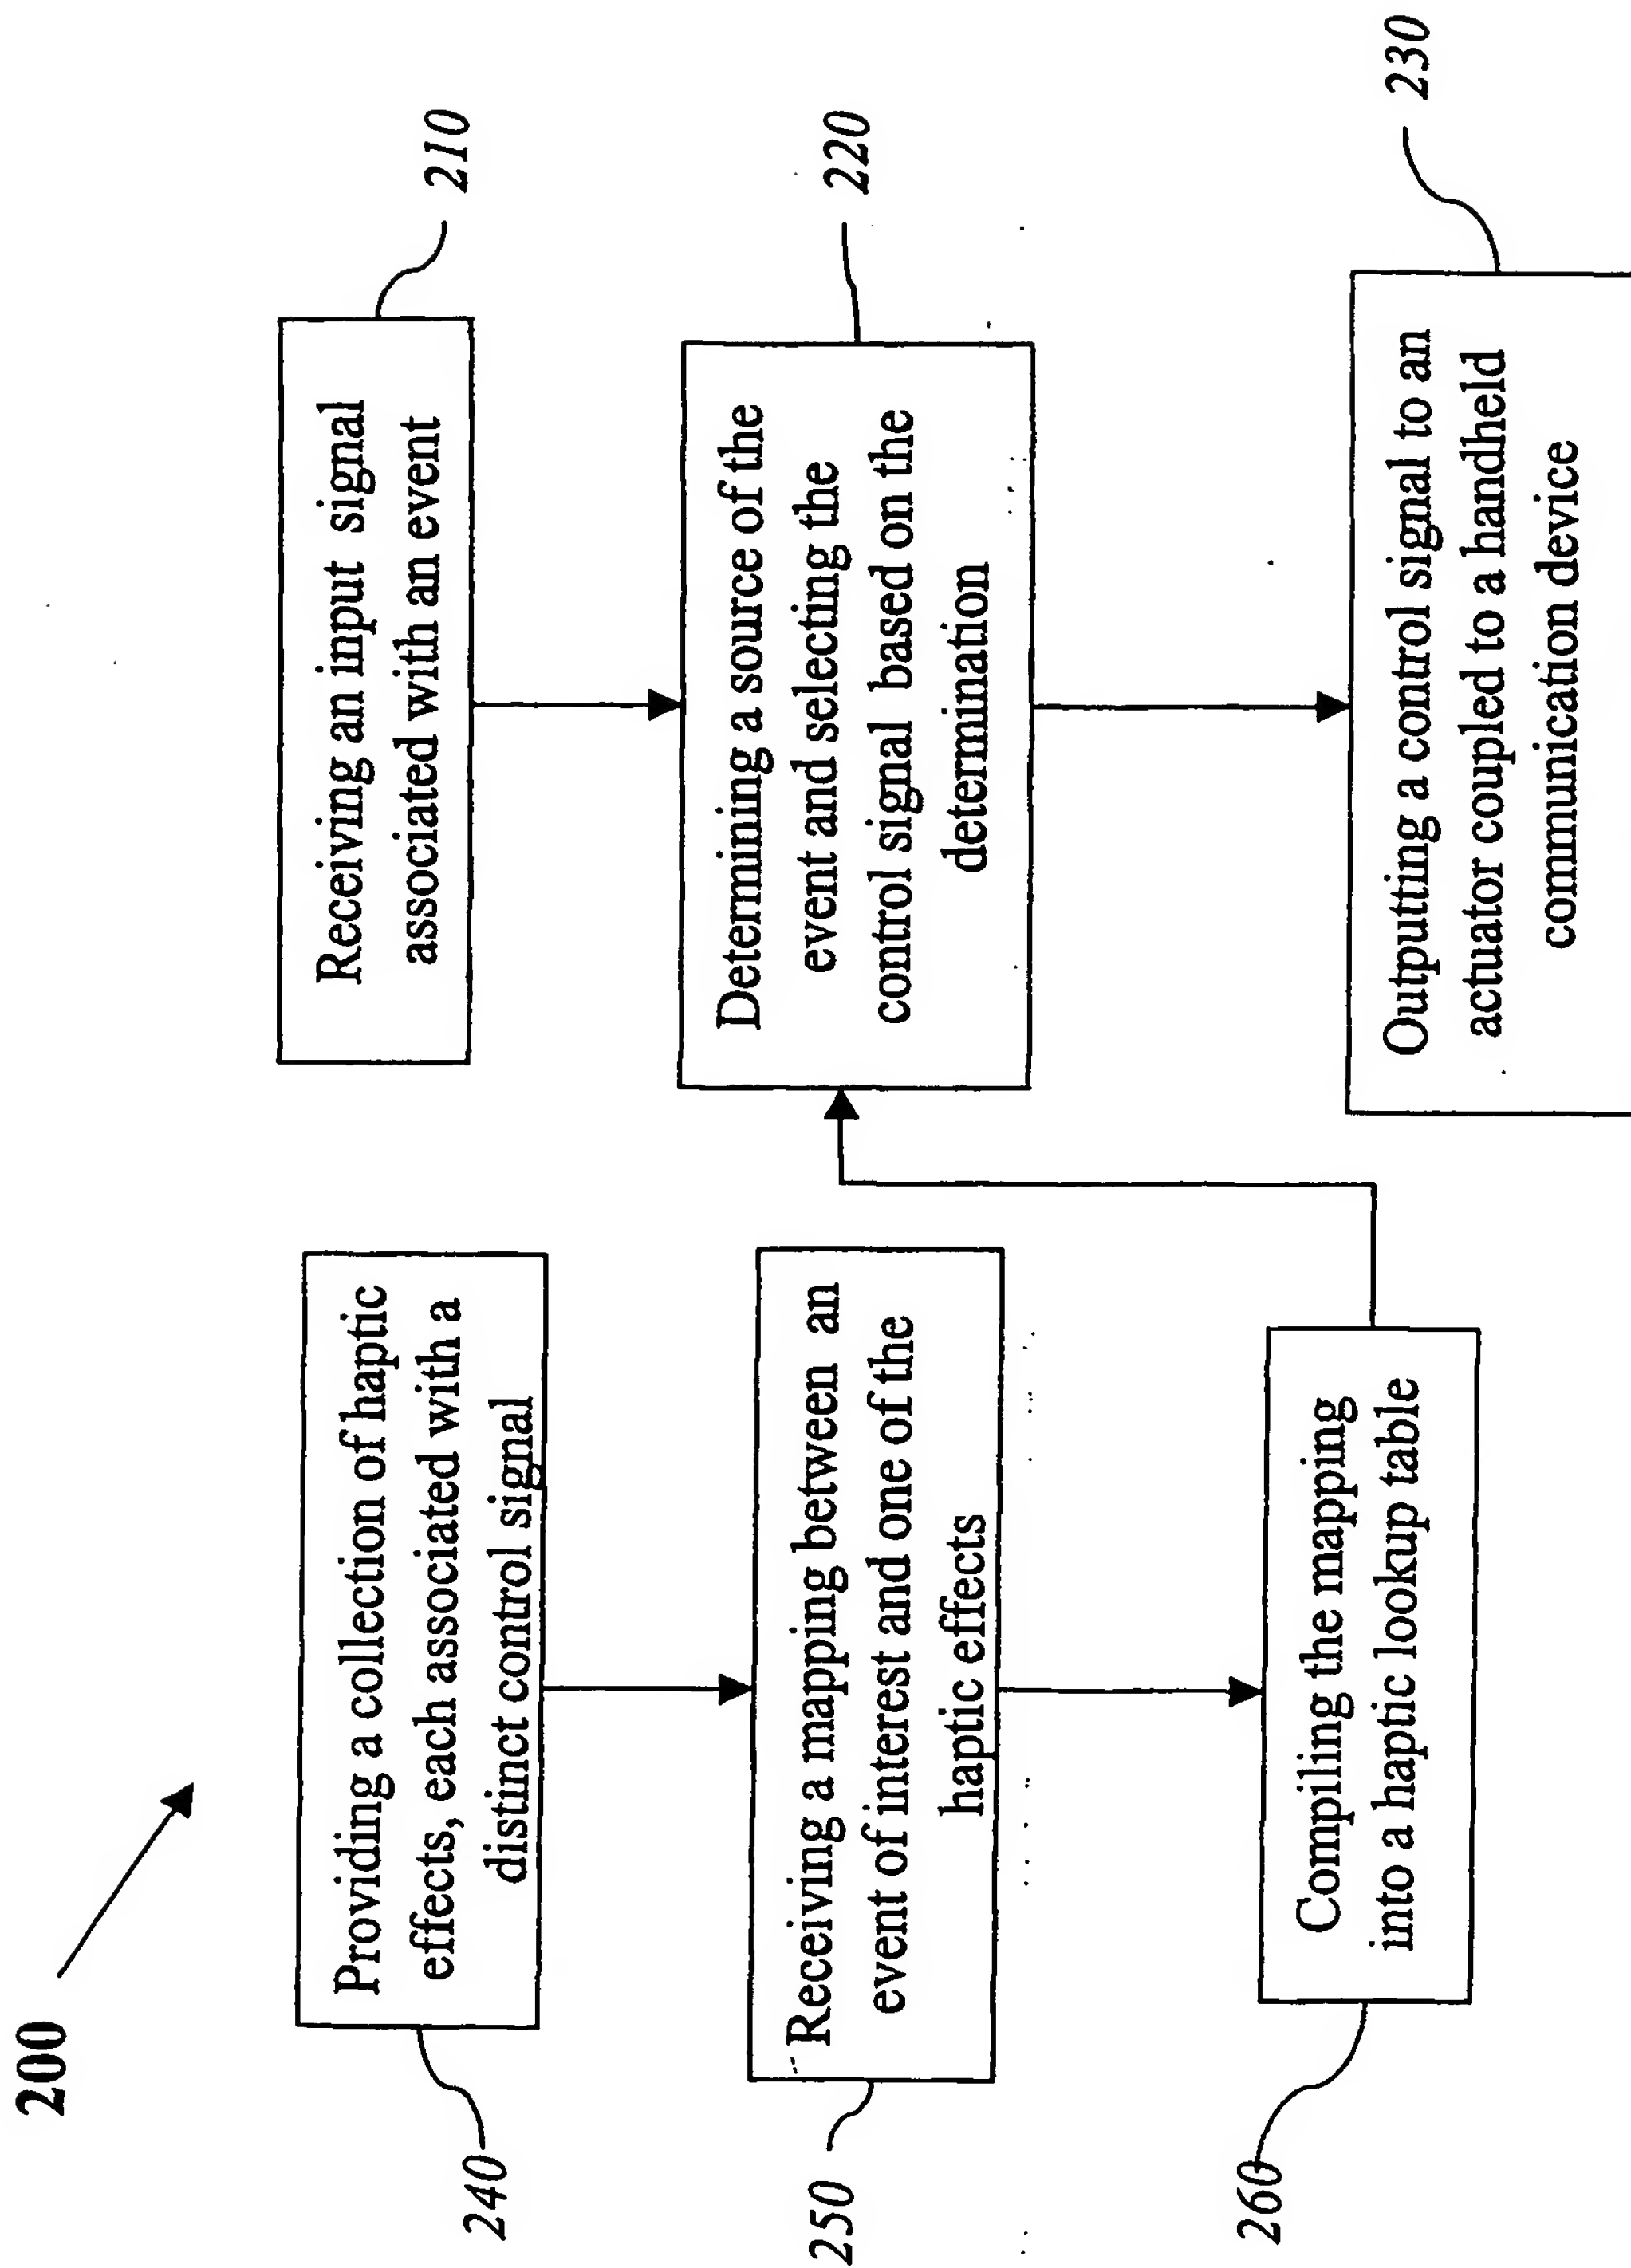 200
Providing a collection of haptic
effects, each associated with a
distinct control signal
240
Receiving a mapping between an
event of interest and one of the
haptic effects
250
Compiling the mapping
into a haptic lookup table
260
Receiving an input signal
associated with an event
210
Determining a source of the
event and selecting the
control signal based on the
determination
220
Outputting a control signal to an
actuator coupled to a handheld
communication device
230